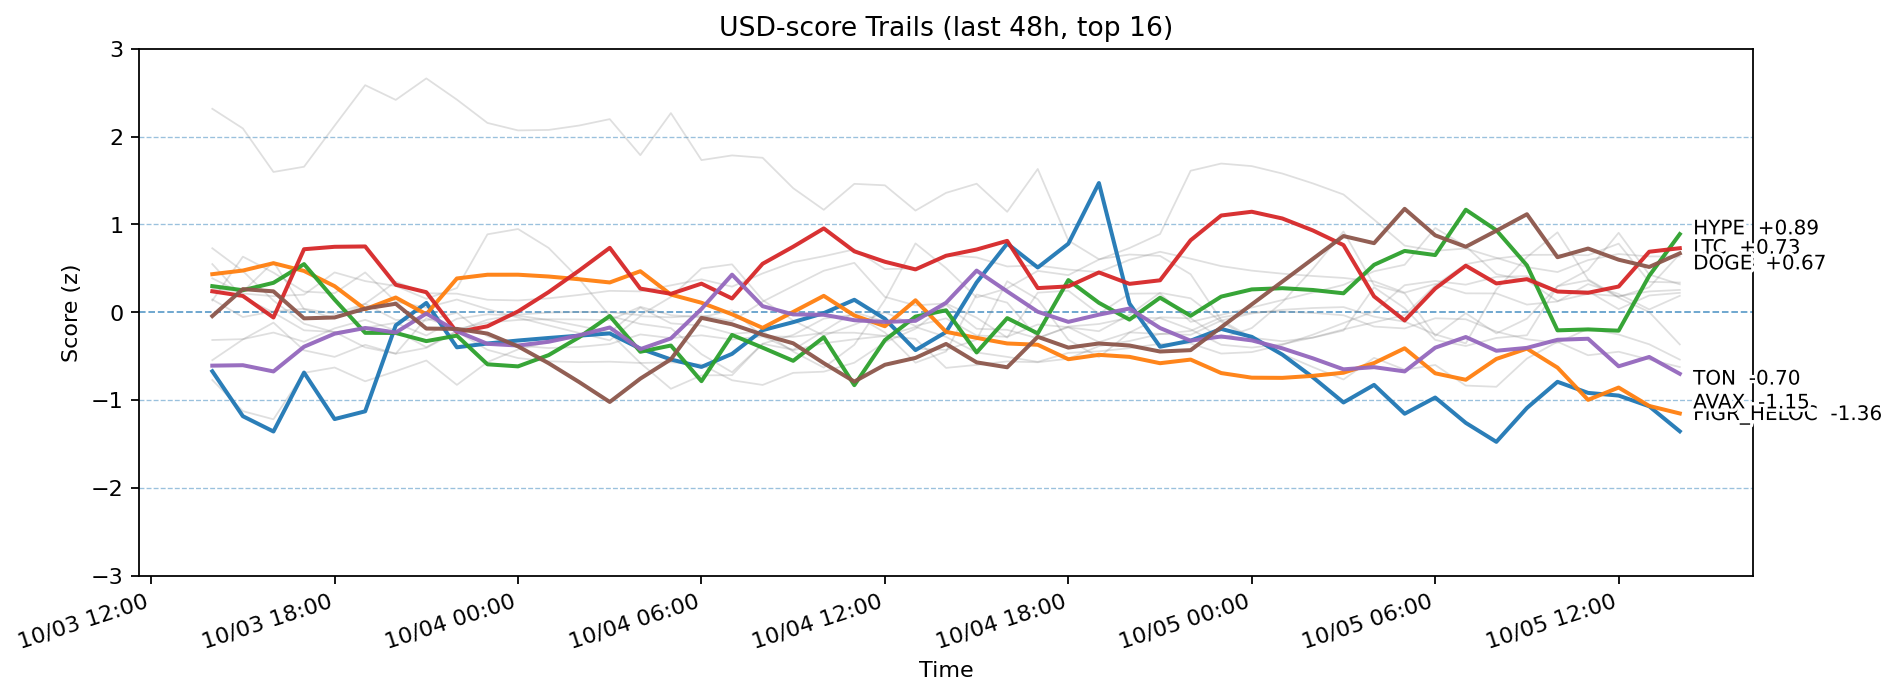 USD-score Trails (last 48h, top 16)
Score (z)
3
2
1
0
−1
−2
−3
HYPE +0.89
LTC +0.73
DOGE +0.67
TON -0.70
AVAX -1.15
FIGR_HELOC -1.36
10/03 12:00
10/03 18:00
10/04 00:00
10/04 06:00
10/04 12:00
10/04 18:00
10/05 00:00
10/05 06:00
10/05 12:00
Time